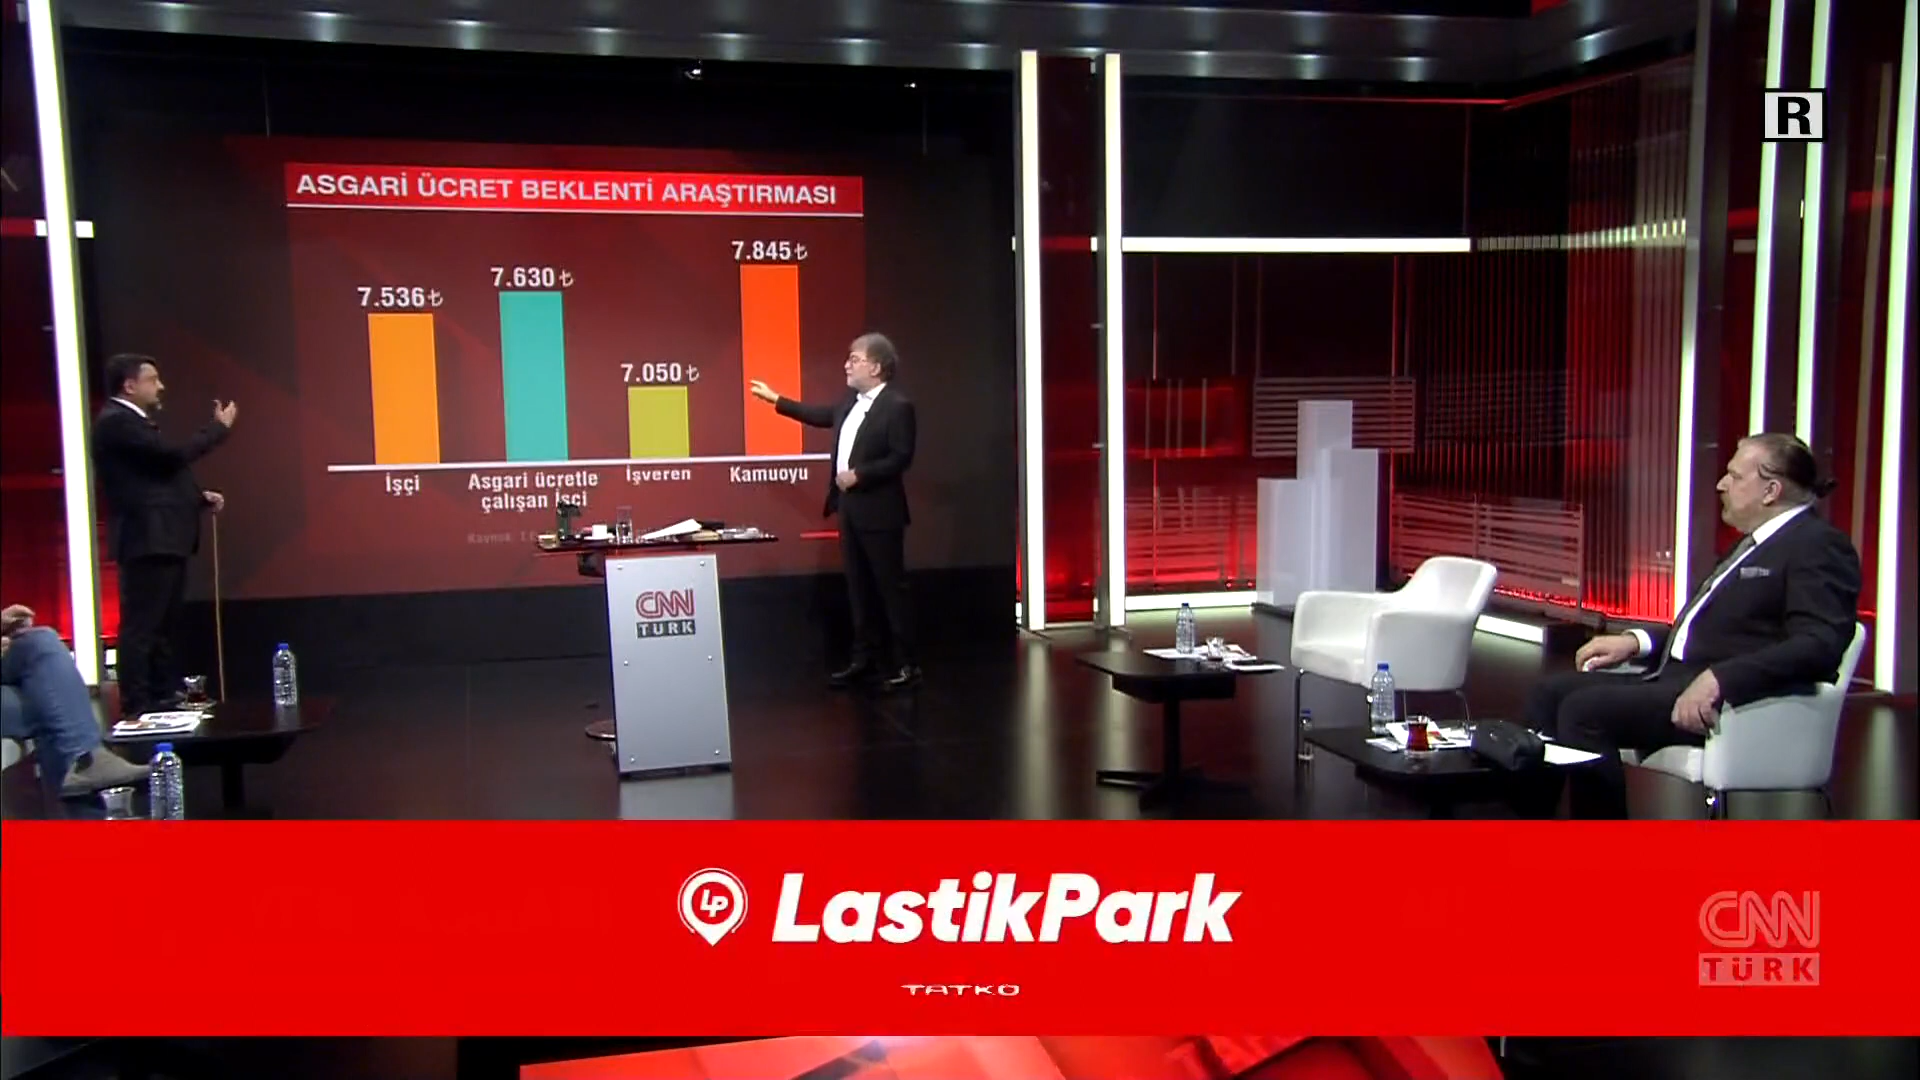 R
ASGARİ ÜCRET BEKLENTİ ARAŞTIRMASI
7.536₺
7.630₺
7.050₺
7.845₺
İşçi
Asgari ücretle
çalışan İşçi
İşveren
Kamuoyu
CNN
TÜRK
LP
LastikPark
TATKO
CNN
TÜRK